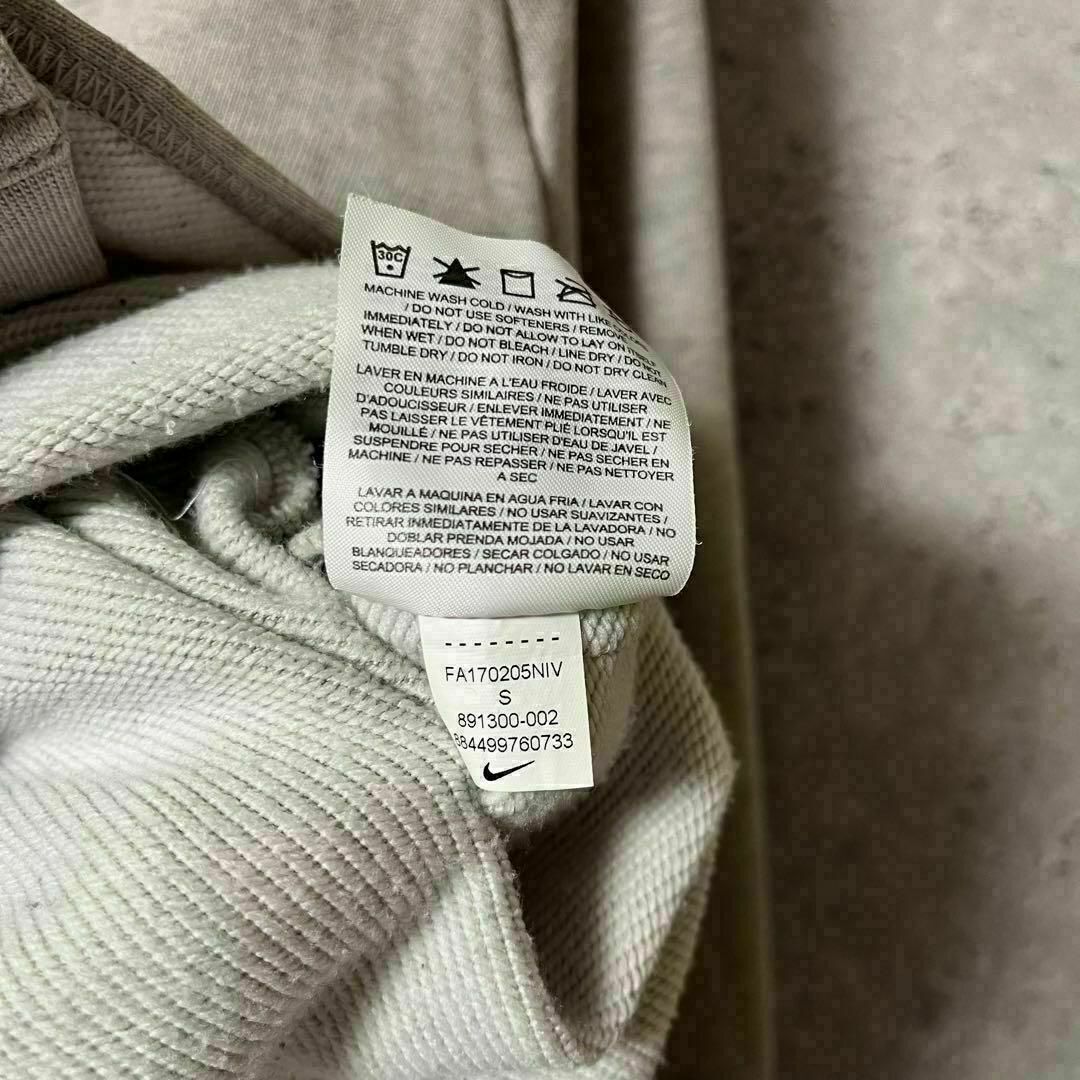 30C
MACHINE WASH COLD / WASH WITH LIKE
/ DO NOT USE SOFTENERS / REMOVE
IMMEDIATELY / DO NOT ALLOW TO LAY ON ITSELF
WHEN WET / DO NOT BLEACH / LINE DRY / DO NOT
TUMBLE DRY / DO NOT IRON / DO NOT DRY CLEAN
LAVER EN MACHINE A L'EAU FROIDE / LAVER AVEC
COULEURS SIMILAIRES / NE PAS UTILISER
D'ADOUCISSEUR / ENLEVER IMMEDIATEMENT / NE
PAS LAISSER LE VÊTEMENT PLIÉ LORSQU'IL EST
MOUILLÉ / NE PAS UTILISER D'EAU DE JAVEL /
SUSPENDRE POUR SECHER / NE PAS SECHER EN
MACHINE / NE PAS REPASSER / NE PAS NETTOYER
A SEC
LAVAR A MAQUINA EN AGUA FRIA / LAVAR CON
COLORES SIMILARES / NO USAR SUAVIZANTES /
RETIRAR INMEDIATAMENTE DE LA LAVADORA / NO
DOBLAR PRENDA MOJADA / NO USAR
BLANQUEADORES / SECAR COLGADO / NO USAR
SECADORA / NO PLANCHAR / NO LAVAR EN SECO
--------
FA170205NIV
S
891300-002
884499760733